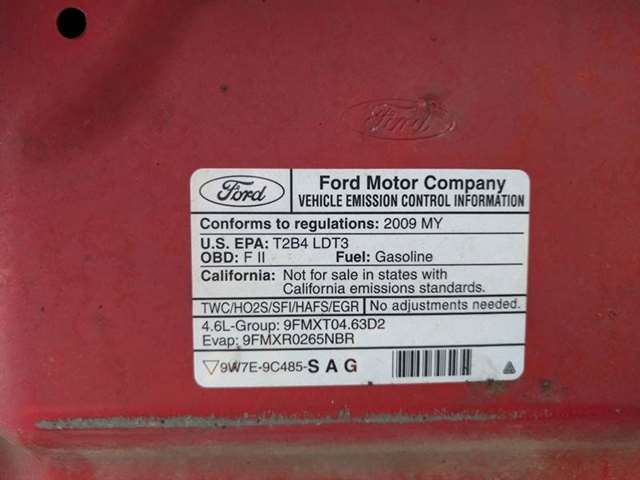 Ford
Ford
Ford Motor Company
VEHICLE EMISSION CONTROL INFORMATION
Conforms to regulations: 2009 MY
U.S. EPA: T2B4 LDT3
OBD: F II Fuel: Gasoline
California: Not for sale in states with
California emissions standards.
TWC/HO2S/SFI/HAFS/EGR No adjustments needed.
4.6L-Group: 9FMXT04.63D2
Evap: 9FMXR0265NBR
9W7E-9C485-S A G